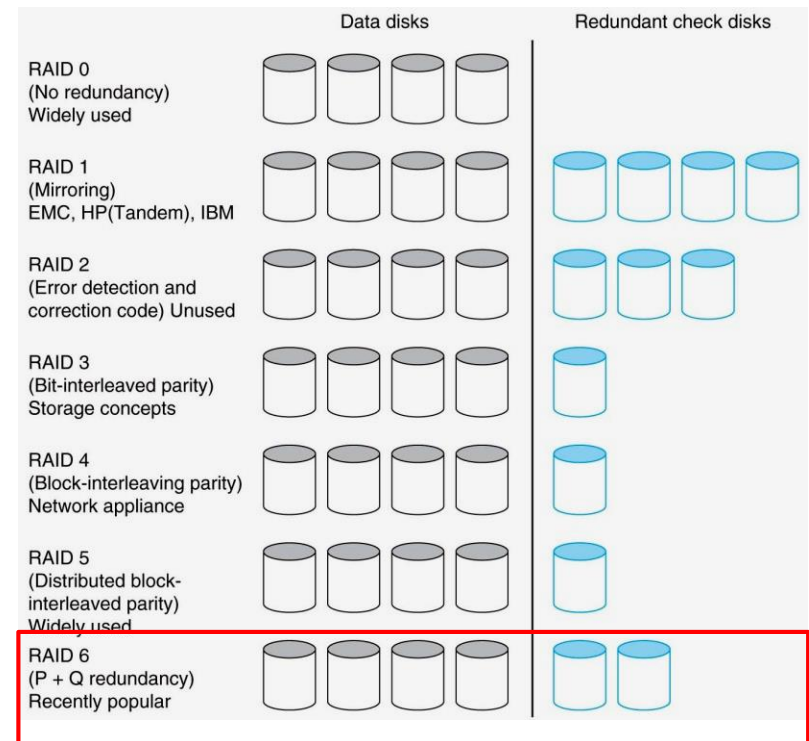 Data disks
Redundant check disks
RAID 0
(No redundancy)
Widely used
RAID 1
(Mirroring)
EMC, HP(Tandem), IBM
RAID 2
(Error detection and
correction code) Unused
RAID 3
(Bit-interleaved parity)
Storage concepts
RAID 4
(Block-interleaving parity)
Network appliance
RAID 5
(Distributed block-
interleaved parity)
Widely used
RAID 6
(P + Q redundancy)
Recently popular